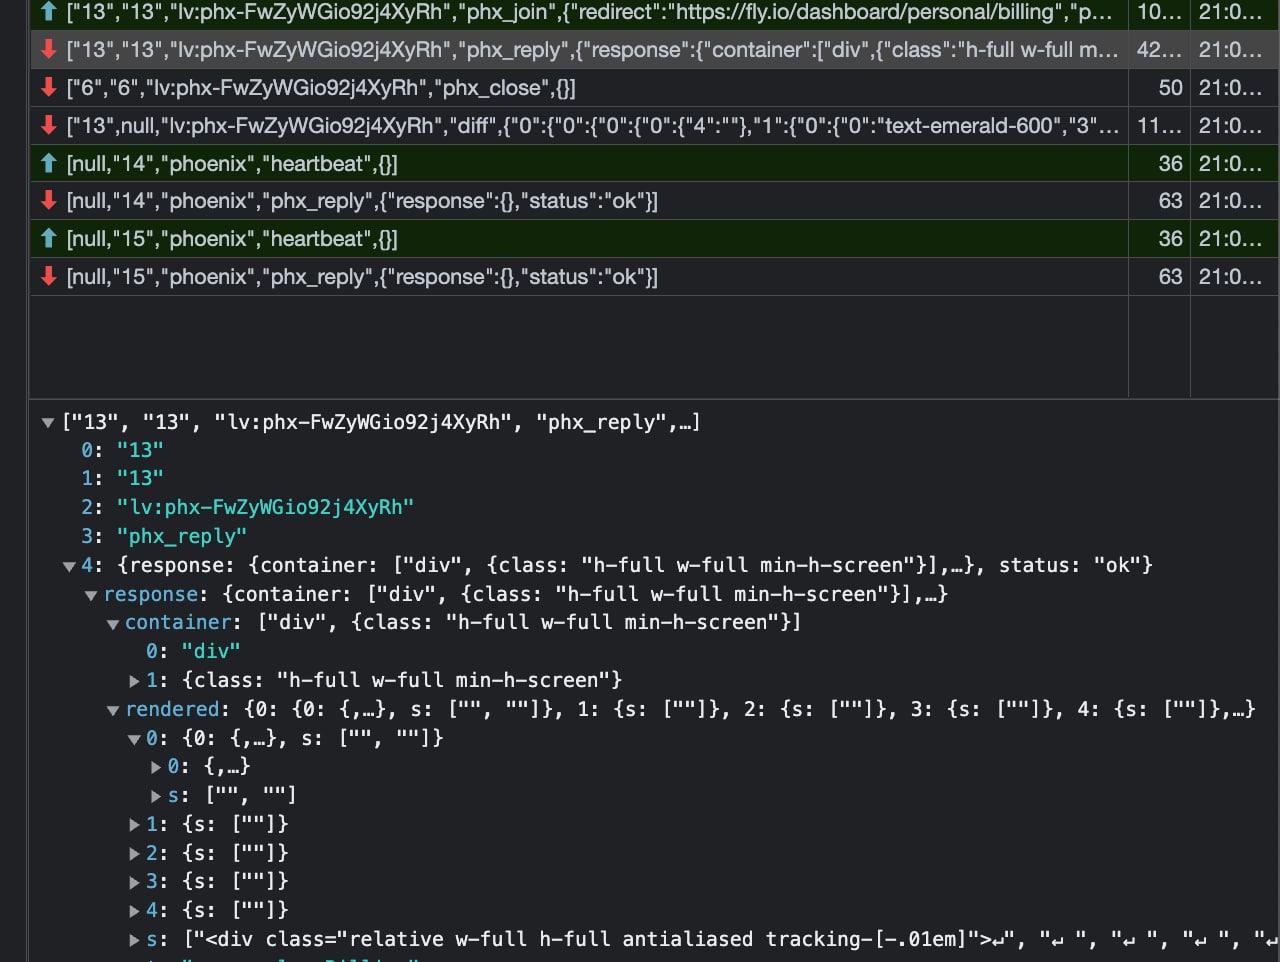 ["13","13","lv:phx-FwZyWGio92j4XyRh","phx_join",{"redirect":"https://fly.io/dashboard/personal/billing","p… 10… 21:0…
["13","13","lv:phx-FwZyWGio92j4XyRh","phx_reply",{"response":{"container":["div",{"class":"h-full w-full m… 42… 21:0…
["6","6","lv:phx-FwZyWGio92j4XyRh","phx_close",{}] 50 21:0…
["13",null,"lv:phx-FwZyWGio92j4XyRh","diff",{"0":{"0":{"0":{"0":{"4":""},"1":{"0":{"0":"text-emerald-600","3"… 11… 21:0…
[null,"14","phoenix","heartbeat",{}] 36 21:0…
[null,"14","phoenix","phx_reply",{"response":{},"status":"ok"}] 63 21:0…
[null,"15","phoenix","heartbeat",{}] 36 21:0…
[null,"15","phoenix","phx_reply",{"response":{},"status":"ok"}] 63 21:0…
▼["13", "13", "lv:phx-FwZyWGio92j4XyRh", "phx_reply",…]
0: "13"
1: "13"
2: "lv:phx-FwZyWGio92j4XyRh"
3: "phx_reply"
▼4: {response: {container: ["div", {class: "h-full w-full min-h-screen"}],…}, status: "ok"}
▼response: {container: ["div", {class: "h-full w-full min-h-screen"}],…}
▼container: ["div", {class: "h-full w-full min-h-screen"}]
0: "div"
▶1: {class: "h-full w-full min-h-screen"}
▼rendered: {0: {0: {,…}, s: ["", ""]}, 1: {s: [""]}, 2: {s: [""]}, 3: {s: [""]}, 4: {s: [""]},…}
▼0: {0: {,…}, s: ["", ""]}
▶0: {,…}
▶s: ["", ""]
▶1: {s: [""]}
▶2: {s: [""]}
▶3: {s: [""]}
▶4: {s: [""]}
▶s: ["<div class="relative w-full h-full antialiased tracking-[-.01em]">↵", "↵ ", "↵ ", "↵ ", "↵